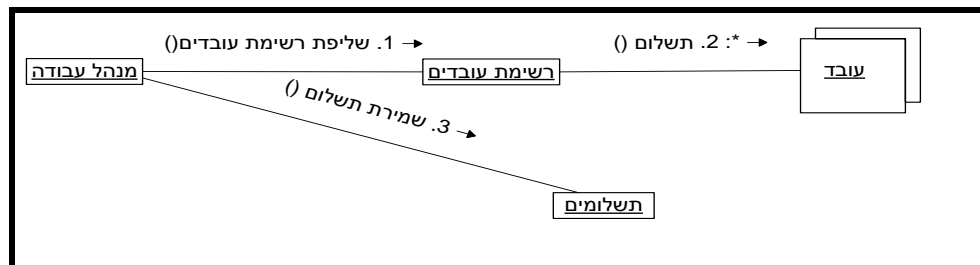 1. שליפת רשימת עובדים()
*: 2. תשלום ()
מנהל עבודה
רשימת עובדים
עובד
3. שמירת תשלום ()
תשלומים